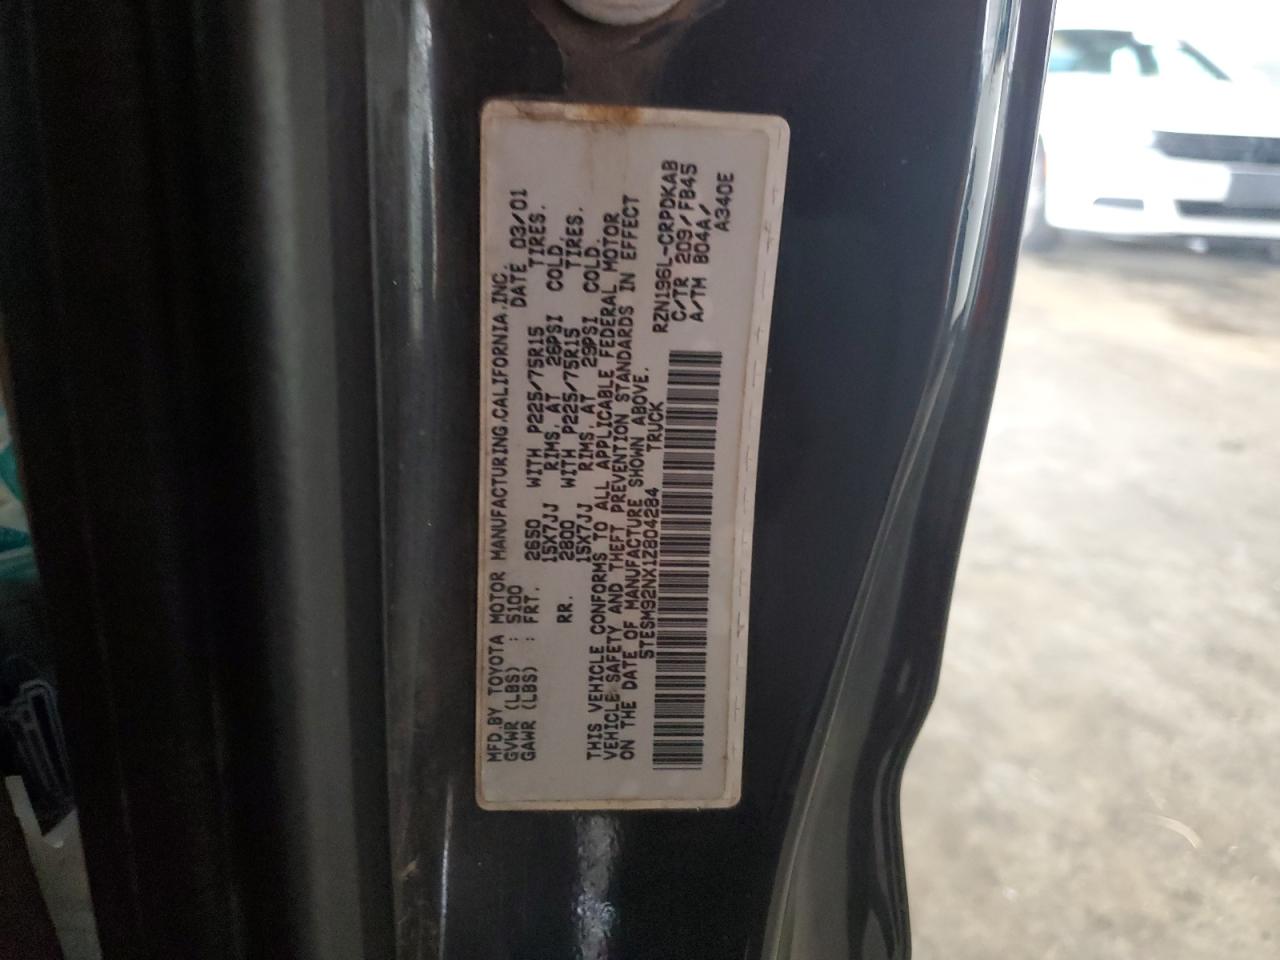 MFD.BY TOYOTA MOTOR MANUFACTURING,CALIFORNIA,INC.
GVWR (LBS) : 5100 DATE 03/01
GAWR (LBS) : FRT. 2650 WITH P225/75R15 TIRES.
15X7JJ RIMS, AT 26PSI COLD,
RR. 2800 WITH P225/75R15 TIRES.
15X7JJ RIMS, AT 29PSI COLD.
THIS VEHICLE CONFORMS TO ALL APPLICABLE FEDERAL MOTOR
VEHICLE SAFETY AND THEFT PREVENTION STANDARDS IN EFFECT
ON THE DATE OF MANUFACTURE SHOWN ABOVE.
5TESM92NX1Z804284 TRUCK
RZN196L-CRPDKAB
C/TR 209/FB45
A/TM B04A/
A340E